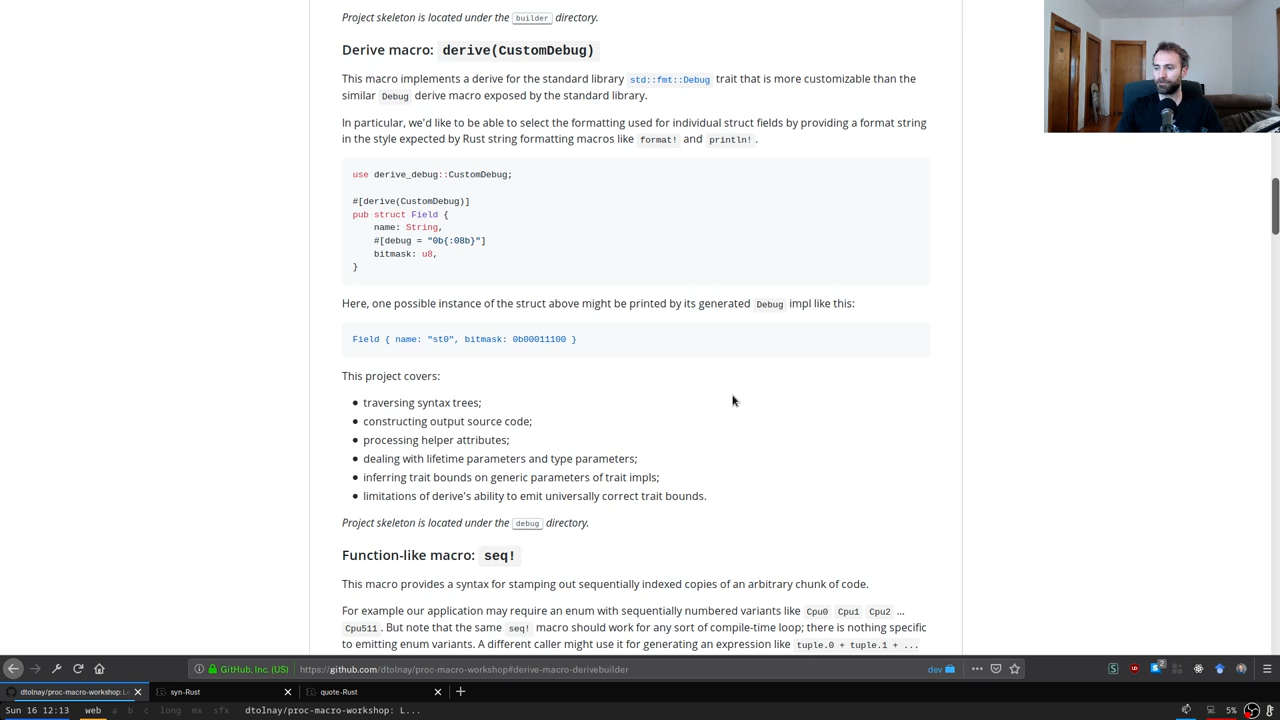 Project skeleton is located under the builder directory.
Derive macro: derive(CustomDebug)
This macro implements a derive for the standard library std::fmt::Debug trait that is more customizable than the
similar Debug derive macro exposed by the standard library.
In particular, we'd like to be able to select the formatting used for individual struct fields by providing a format string
in the style expected by Rust string formatting macros like format! and println! .
use derive_debug::CustomDebug;
#[derive(CustomDebug)]
pub struct Field {
name: String,
#[debug = "0b{:08b}"]
bitmask: u8,
}
Here, one possible instance of the struct above might be printed by its generated Debug impl like this:
Field { name: "st0", bitmask: 0b00011100 }
This project covers:
• traversing syntax trees;
• constructing output source code;
• processing helper attributes;
• dealing with lifetime parameters and type parameters;
• inferring trait bounds on generic parameters of trait impls;
• limitations of derive's ability to emit universally correct trait bounds.
Project skeleton is located under the debug directory.
Function-like macro: seq!
This macro provides a syntax for stamping out sequentially indexed copies of an arbitrary chunk of code.
For example our application may require an enum with sequentially numbered variants like Cpu0 Cpu1 Cpu2 ...
Cpu511 . But note that the same seq! macro should work for any sort of compile-time loop; there is nothing specific
to emitting enum variants. A different caller might use it for generating an expression like tuple.0 + tuple.1 + ...
GitHub, Inc. (US) https://github.com/dtolnay/proc-macro-workshop#derive-macro-derivebuilder dev
dtolnay/proc-macro-workshop: L syn-Rust quote-Rust
Sun 16 12:13 web a b c long mx sfx dtolnay/proc-macro-workshop: L... 5%